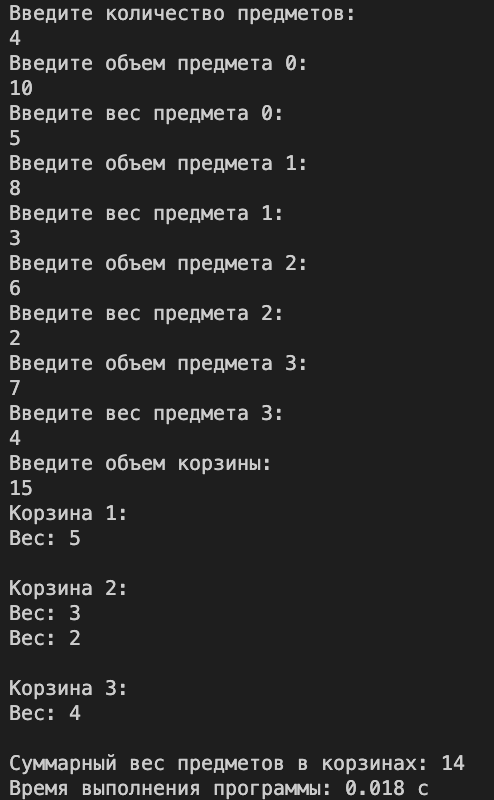 Введите количество предметов:
4
Введите объем предмета 0:
10
Введите вес предмета 0:
5
Введите объем предмета 1:
8
Введите вес предмета 1:
3
Введите объем предмета 2:
6
Введите вес предмета 2:
2
Введите объем предмета 3:
7
Введите вес предмета 3:
4
Введите объем корзины:
15
Корзина 1:
Вес: 5

Корзина 2:
Вес: 3
Вес: 2

Корзина 3:
Вес: 4

Суммарный вес предметов в корзинах: 14
Время выполнения программы: 0.018 с